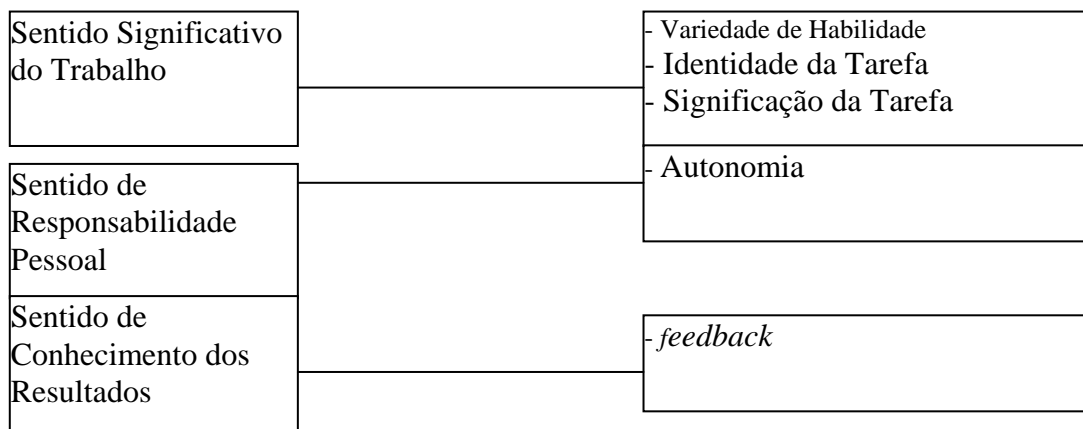 Sentido Significativo
do Trabalho
- Variedade de Habilidade
- Identidade da Tarefa
- Significação da Tarefa
Sentido de
Responsabilidade
Pessoal
- Autonomia
Sentido de
Conhecimento dos
Resultados
- feedback